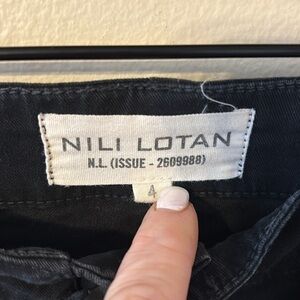 NILI LOTAN
N.L. (ISSUE - 2609988)
4